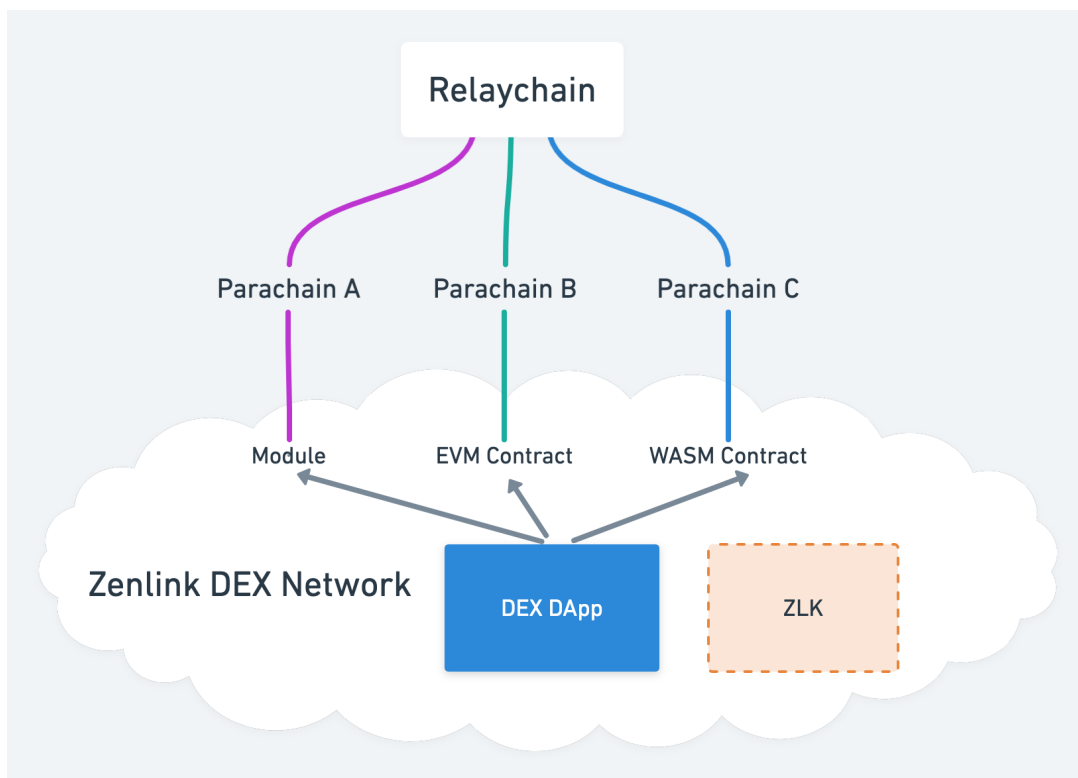 Relaychain
Parachain A
Parachain B
Parachain C
Module
EVM Contract
WASM Contract
Zenlink DEX Network
DEX DApp
ZLK